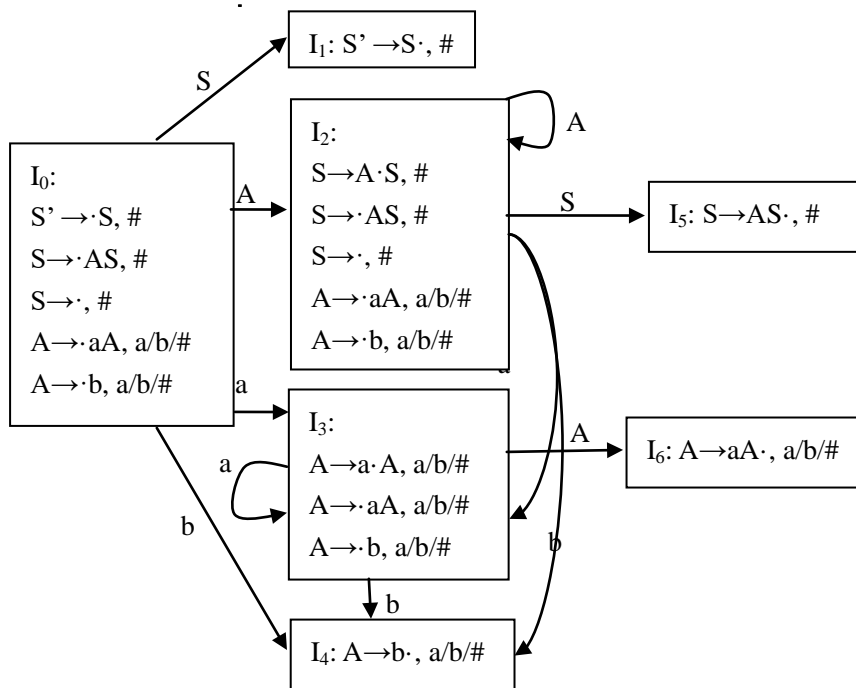 I₁: S’ →S·, #
S
I₀:
S’ →·S, #
S→·AS, #
S→·, #
A→·aA, a/b/#
A→·b, a/b/#
A
I₂:
S→A·S, #
S→·AS, #
S→·, #
A→·aA, a/b/#
A→·b, a/b/#
A
S
I₅: S→AS·, #
a
I₃:
A→a·A, a/b/#
A→·aA, a/b/#
A→·b, a/b/#
a
A
I₆: A→aA·, a/b/#
b
b
b
I₄: A→b·, a/b/#